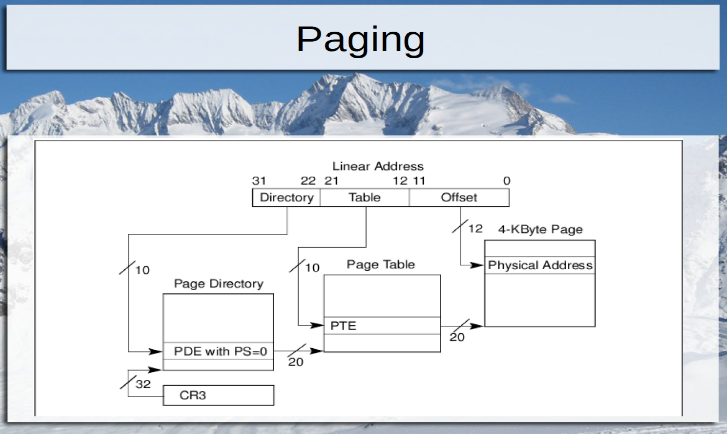 Paging
Linear Address
31 22 21 12 11 0
Directory Table Offset
12 4-KByte Page
10 10 Page Table Physical Address
Page Directory
PTE
20
PDE with PS=0
20
32
CR3